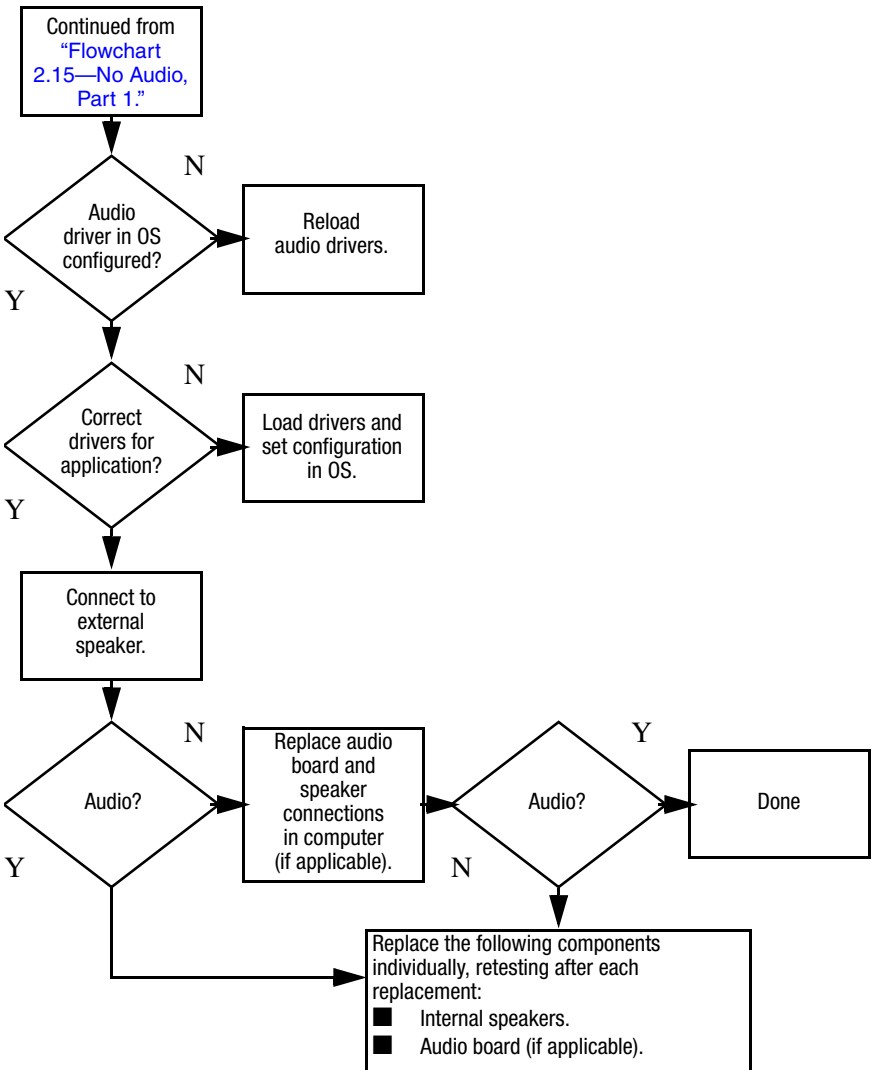 Continued from
“Flowchart
2.15—No Audio,
Part 1.”
N
Audio
driver in OS
configured?
Reload
audio drivers.
Y
N
Correct
drivers for
application?
Load drivers and
set configuration
in OS.
Y
Connect to
external
speaker.
N
Audio?
Y
Replace audio
board and
speaker
connections
in computer
(if applicable).
Y
Audio?
N
Done
Replace the following components
individually, retesting after each
replacement:
■ Internal speakers.
■ Audio board (if applicable).